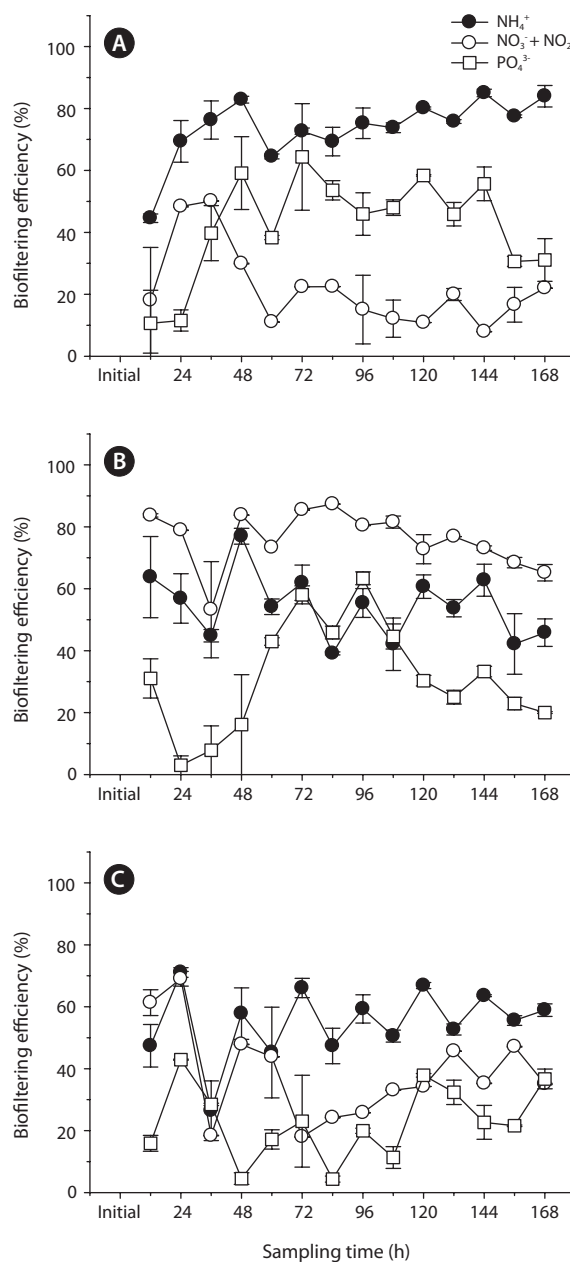 A
NH₄⁺
NO₃⁻ + NO₂
PO₄³⁻
Biofiltering efficiency (%)
100
80
60
40
20
0
Initial 24 48 72 96 120 144 168
B
Biofiltering efficiency (%)
100
80
60
40
20
0
Initial 24 48 72 96 120 144 168
C
Biofiltering efficiency (%)
100
80
60
40
20
0
Initial 24 48 72 96 120 144 168
Sampling time (h)